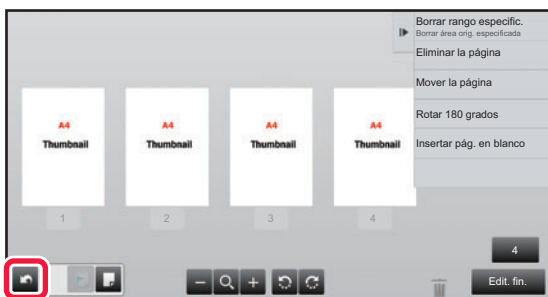 Borrar rango especific.
Borrar área orig. especificada
Eliminar la página
Mover la página
Rotar 180 grados
Insertar pág. en blanco
A4
Thumbnail
A4
Thumbnail
A4
Thumbnail
A4
Thumbnail
1
2
3
4
4
Edit. fin.